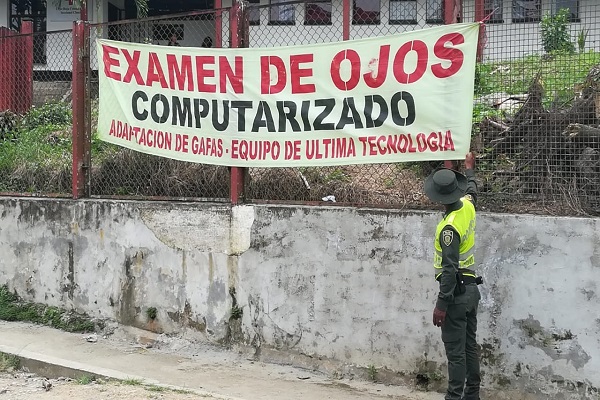 EXAMEN DE OJOS
COMPUTARIZADO
ADAPTACION DE GAFAS - EQUIPO DE ULTIMA TECNOLOGIA